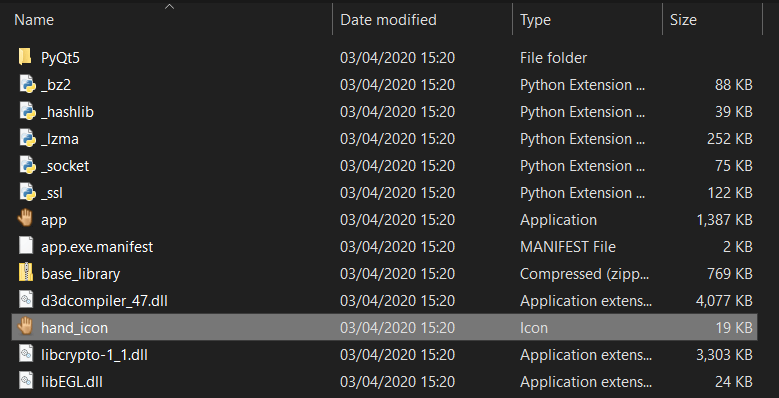 Name Date modified Type Size
PyQt5 03/04/2020 15:20 File folder
_bz2 03/04/2020 15:20 Python Extension ... 88 KB
_hashlib 03/04/2020 15:20 Python Extension ... 39 KB
_lzma 03/04/2020 15:20 Python Extension ... 252 KB
_socket 03/04/2020 15:20 Python Extension ... 75 KB
_ssl 03/04/2020 15:20 Python Extension ... 122 KB
app 03/04/2020 15:20 Application 1,387 KB
app.exe.manifest 03/04/2020 15:20 MANIFEST File 2 KB
base_library 03/04/2020 15:20 Compressed (zipp... 769 KB
d3dcompiler_47.dll 03/04/2020 15:20 Application extens... 4,077 KB
hand_icon 03/04/2020 15:20 Icon 19 KB
libcrypto-1_1.dll 03/04/2020 15:20 Application extens... 3,303 KB
libEGL.dll 03/04/2020 15:20 Application extens... 24 KB